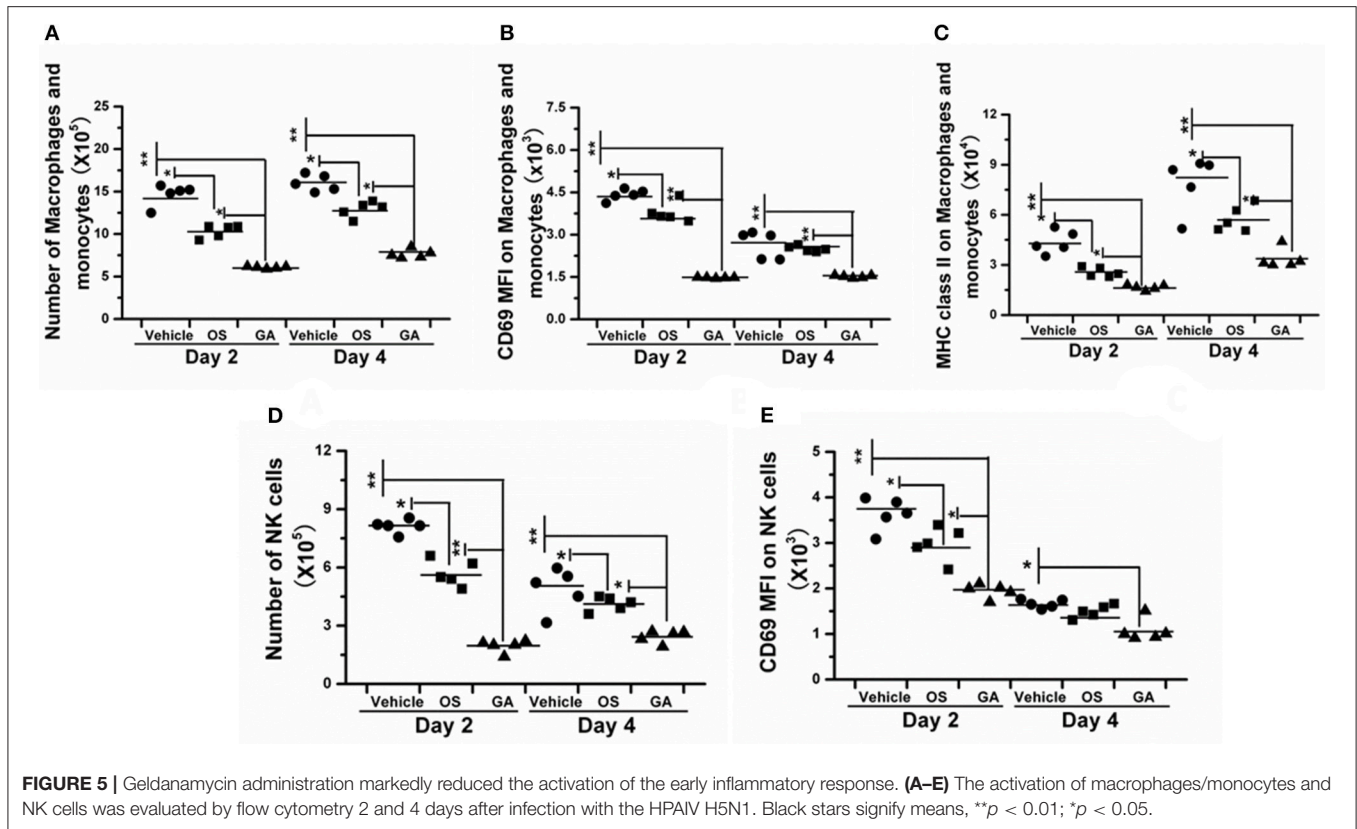 A
Number of Macrophages and
monocytes (X10⁵)
25
20
15
10
5
0
** * * ** * *
Vehicle OS GA Vehicle OS GA
Day 2 Day 4
B
CD69 MFI on Macrophages and
monocytes (×10³)
7.5
6.0
4.5
3.0
1.5
0.0
** * ** ** **
Vehicle OS GA Vehicle OS GA
Day 2 Day 4
C
MHC class II on Macrophages and
monocytes (×10⁴)
12
9
6
3
0
** * * ** * *
Vehicle OS GA Vehicle OS GA
Day 2 Day 4
D
Number of NK cells
(X10⁵)
12
9
6
3
0
** * ** ** * *
Vehicle OS GA Vehicle OS GA
Day 2 Day 4
E
CD69 MFI on NK cells
(X10³)
5
4
3
2
1
0
** * * *
Vehicle OS GA Vehicle OS GA
Day 2 Day 4
FIGURE 5 | Geldanamycin administration markedly reduced the activation of the early inflammatory response. (A–E) The activation of macrophages/monocytes and
NK cells was evaluated by flow cytometry 2 and 4 days after infection with the HPAIV H5N1. Black stars signify means, **p < 0.01; *p < 0.05.